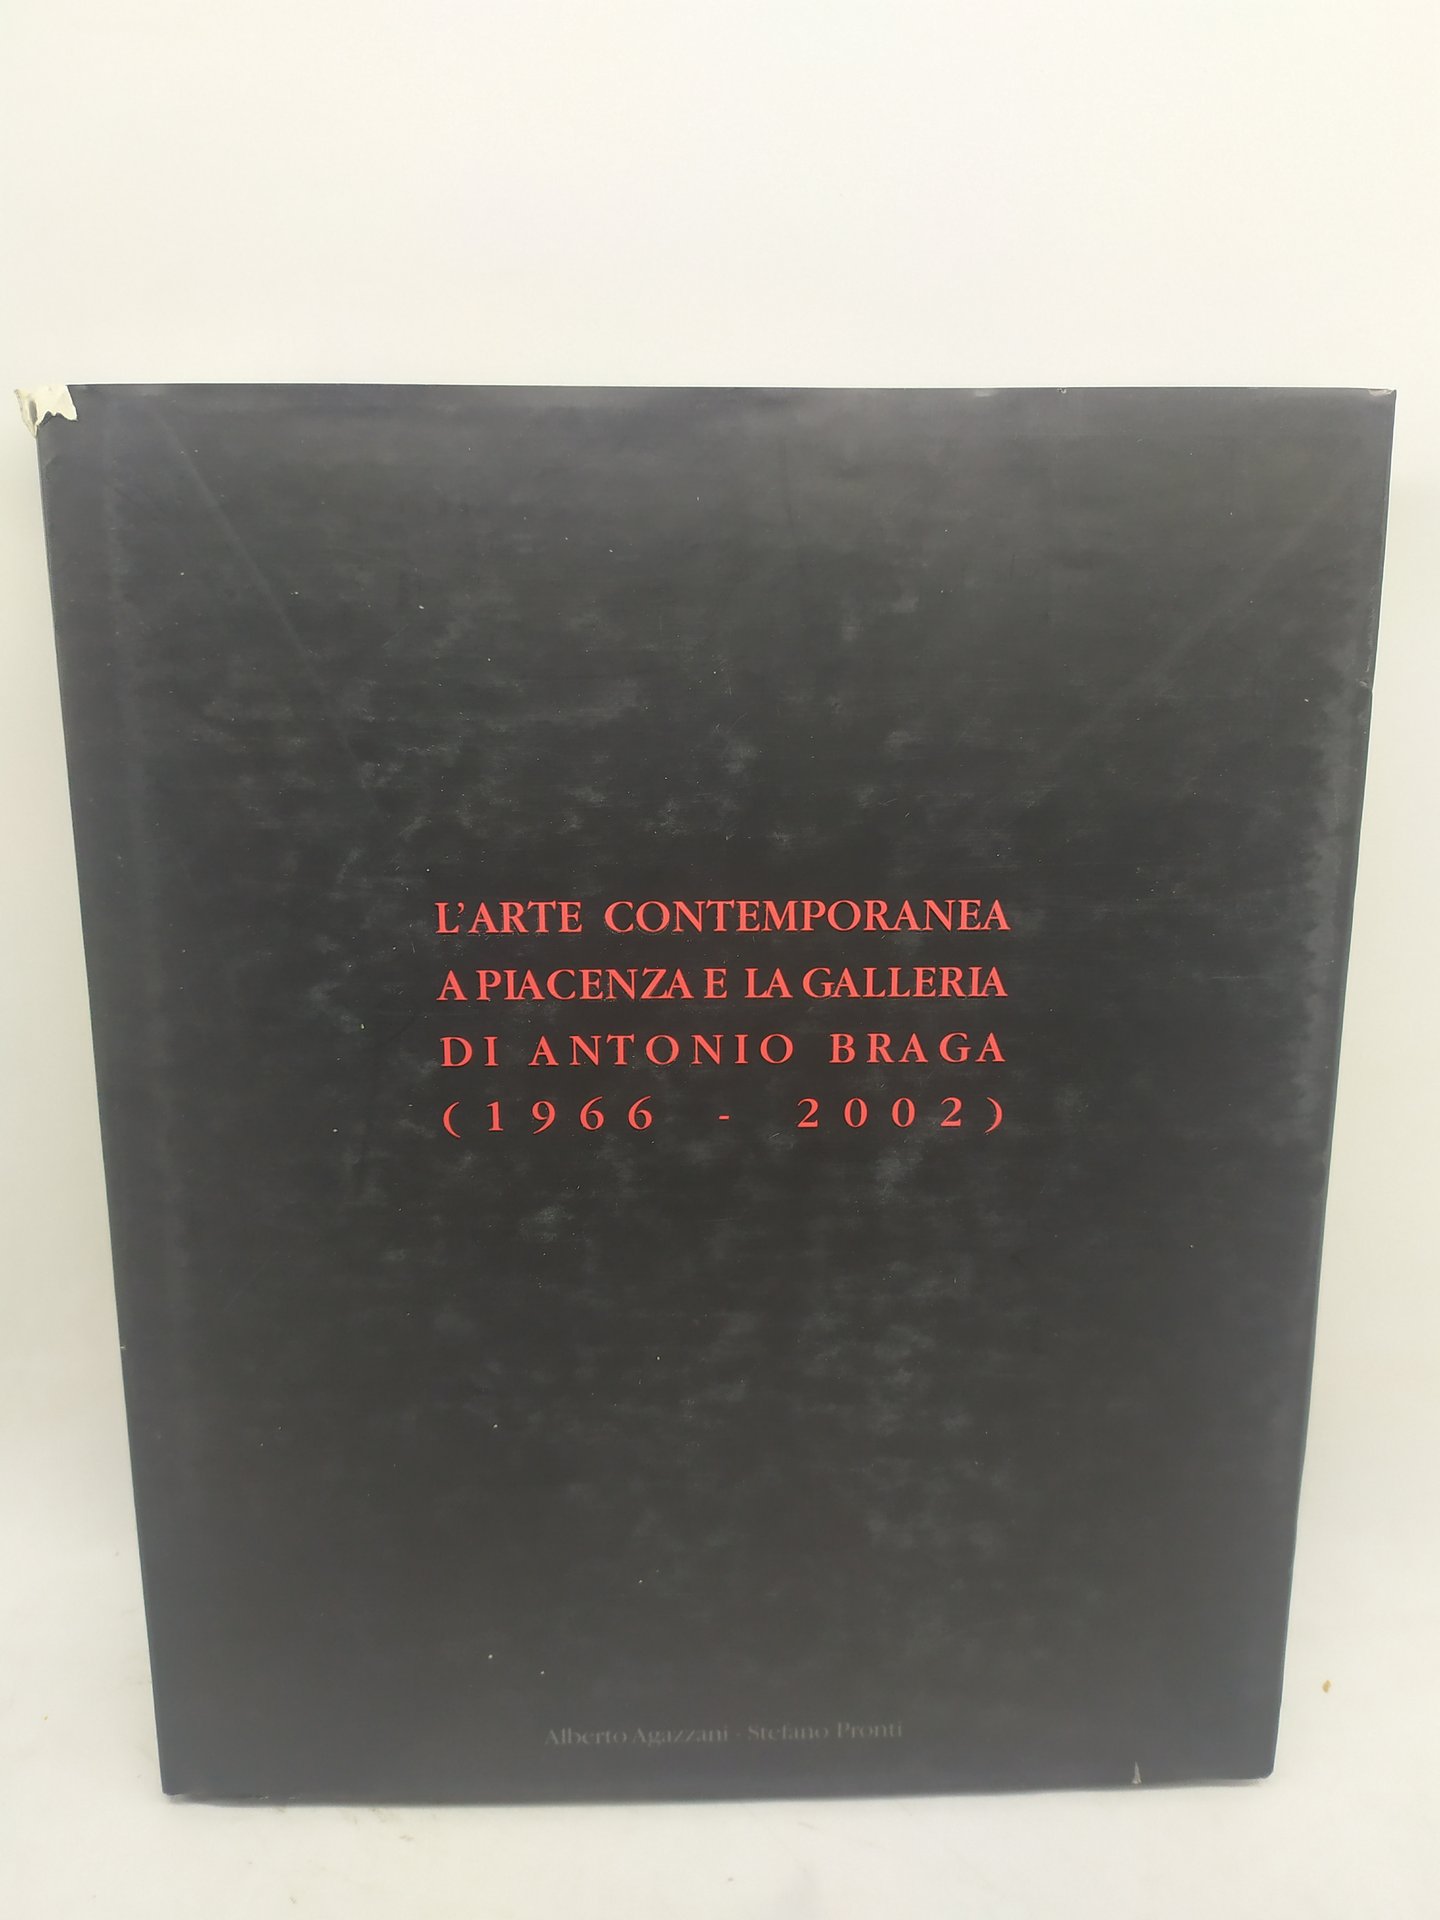 L'ARTE CONTEMPORANEA
A PIACENZA E LA GALLERIA
DI ANTONIO BRAGA
(1966 - 2002)
Alberto Agazzani - Stefano Pronti